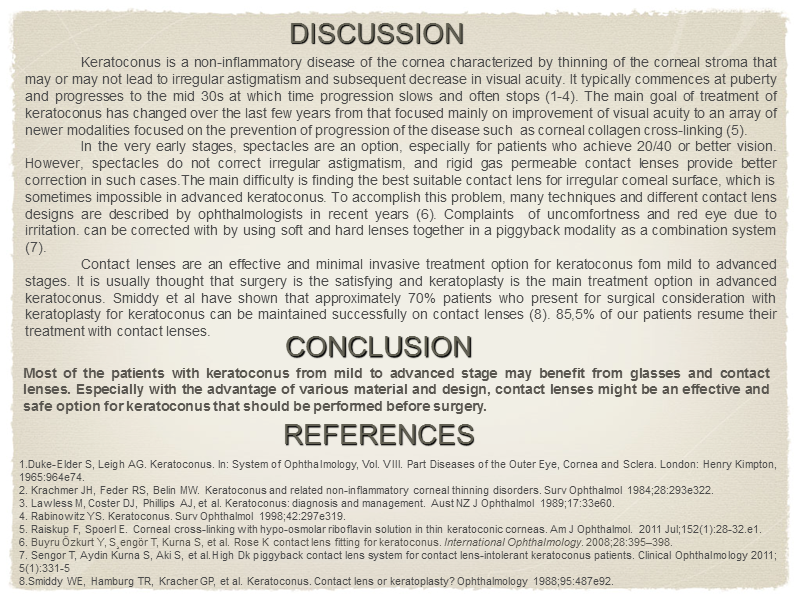 DISCUSSION
Keratoconus is a non-inflammatory disease of the cornea characterized by thinning of the corneal stroma that
may or may not lead to irregular astigmatism and subsequent decrease in visual acuity. It typically commences at puberty
and progresses to the mid 30s at which time progression slows and often stops (1-4). The main goal of treatment of
keratoconus has changed over the last few years from that focused mainly on improvement of visual acuity to an array of
newer modalities focused on the prevention of progression of the disease such as corneal collagen cross-linking (5).
In the very early stages, spectacles are an option, especially for patients who achieve 20/40 or better vision.
However, spectacles do not correct irregular astigmatism, and rigid gas permeable contact lenses provide better
correction in such cases.The main difficulty is finding the best suitable contact lens for irregular corneal surface, which is
sometimes impossible in advanced keratoconus. To accomplish this problem, many techniques and different contact lens
designs are described by ophthalmologists in recent years (6). Complaints of uncomfortness and red eye due to
irritation. can be corrected with by using soft and hard lenses together in a piggyback modality as a combination system
(7).
Contact lenses are an effective and minimal invasive treatment option for keratoconus fom mild to advanced
stages. It is usually thought that surgery is the satisfying and keratoplasty is the main treatment option in advanced
keratoconus. Smiddy et al have shown that approximately 70% patients who present for surgical consideration with
keratoplasty for keratoconus can be maintained successfully on contact lenses (8). 85,5% of our patients resume their
treatment with contact lenses.
CONCLUSION
Most of the patients with keratoconus from mild to advanced stage may benefit from glasses and contact
lenses. Especially with the advantage of various material and design, contact lenses might be an effective and
safe option for keratoconus that should be performed before surgery.
REFERENCES
1.Duke-Elder S, Leigh AG. Keratoconus. In: System of Ophthalmology, Vol. VIII. Part Diseases of the Outer Eye, Cornea and Sclera. London: Henry Kimpton,
1965:964e74.
2. Krachmer JH, Feder RS, Belin MW. Keratoconus and related non-inflammatory corneal thinning disorders. Surv Ophthalmol 1984;28:293e322.
3. Lawless M, Coster DJ, Phillips AJ, et al. Keratoconus: diagnosis and management. Aust NZ J Ophthalmol 1989;17:33e60.
4. Rabinowitz YS. Keratoconus. Surv Ophthalmol 1998;42:297e319.
5. Raiskup F, Spoerl E. Corneal cross-linking with hypo-osmolar riboflavin solution in thin keratoconic corneas. Am J Ophthalmol. 2011 Jul;152(1):28-32.e1.
6. Buyru Özkurt Y, S¸engör T, Kurna S, et al. Rose K contact lens fitting for keratoconus. International Ophthalmology. 2008;28:395–398.
7. Sengor T, Aydin Kurna S, Aki S, et al.High Dk piggyback contact lens system for contact lens-intolerant keratoconus patients. Clinical Ophthalmology 2011;
5(1):331-5
8.Smiddy WE, Hamburg TR, Kracher GP, et al. Keratoconus. Contact lens or keratoplasty? Ophthalmology 1988;95:487e92.